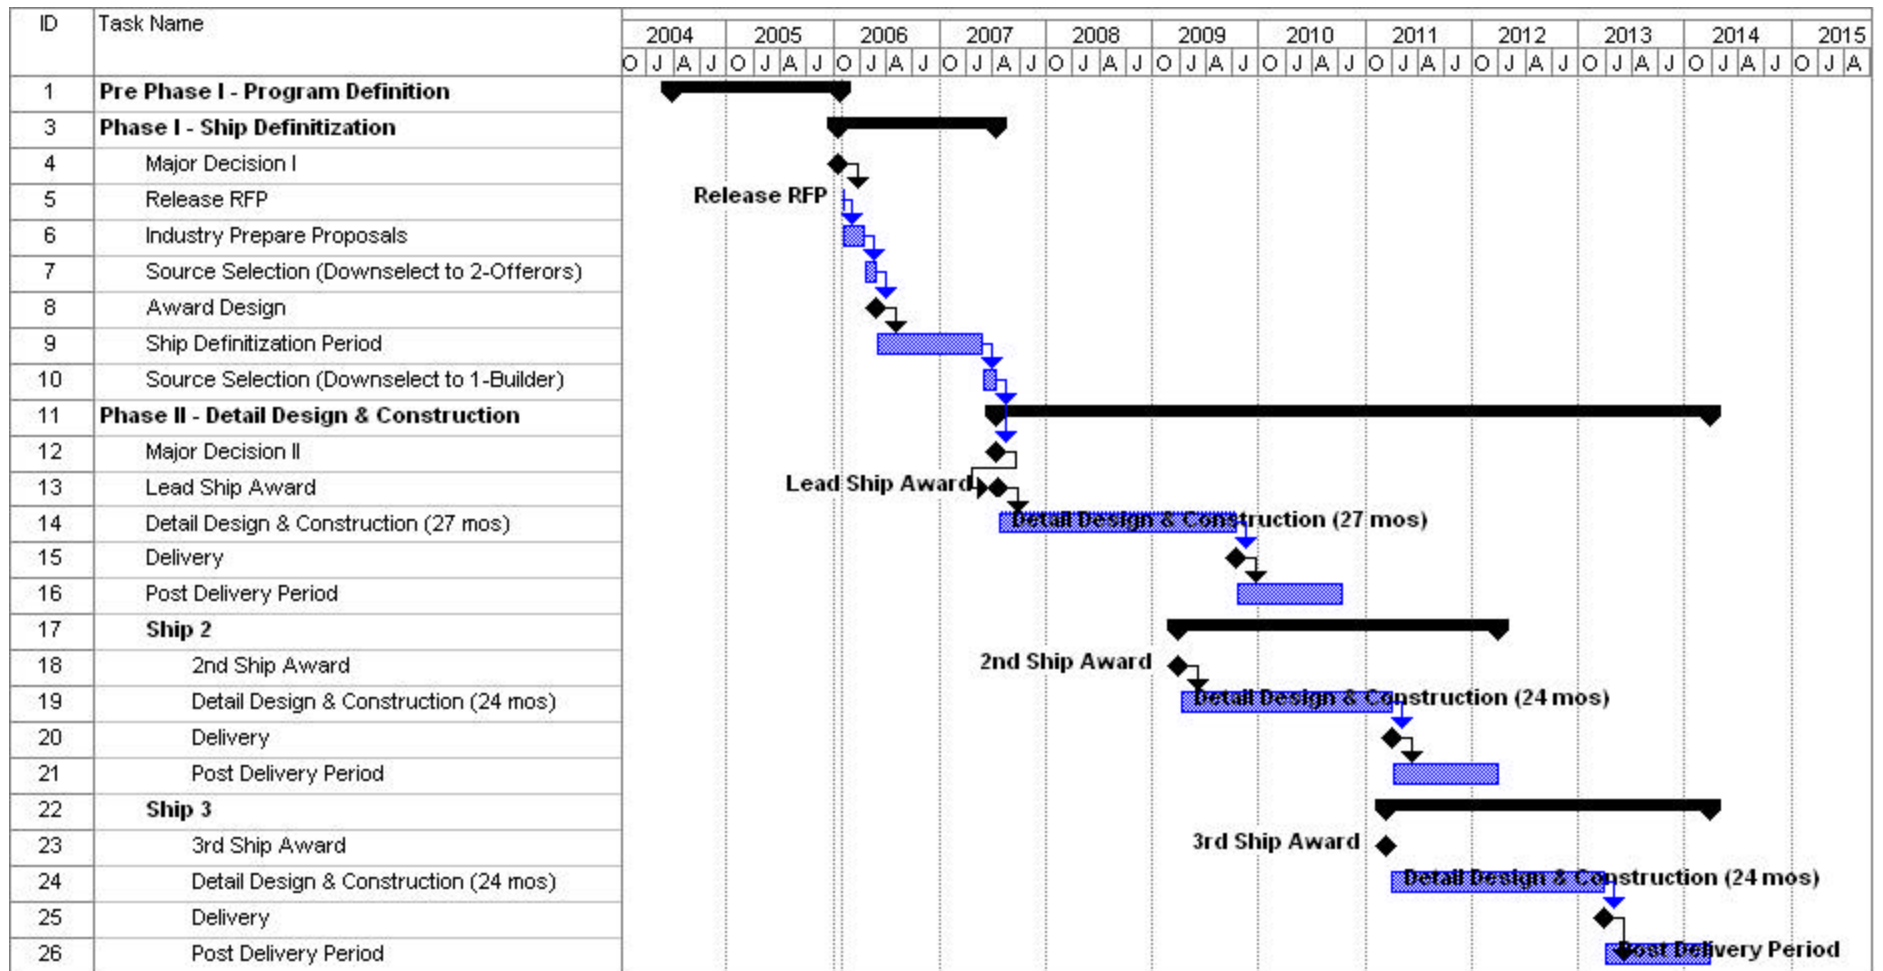 ID Task Name
2004 2005 2006 2007 2008 2009 2010 2011 2012 2013 2014 2015
O J A J O J A J O J A J O J A J O J A J O J A J O J A J O J A J O J A J O J A J O J A J O J A
1 Pre Phase I - Program Definition
3 Phase I - Ship Definitization
4 Major Decision I
5 Release RFP Release RFP
6 Industry Prepare Proposals
7 Source Selection (Downselect to 2-Offerors)
8 Award Design
9 Ship Definitization Period
10 Source Selection (Downselect to 1-Builder)
11 Phase II - Detail Design & Construction
12 Major Decision II
13 Lead Ship Award Lead Ship Award
14 Detail Design & Construction (27 mos) Detail Design & Construction (27 mos)
15 Delivery
16 Post Delivery Period
17 Ship 2
18 2nd Ship Award 2nd Ship Award
19 Detail Design & Construction (24 mos) Detail Design & Construction (24 mos)
20 Delivery
21 Post Delivery Period
22 Ship 3
23 3rd Ship Award 3rd Ship Award
24 Detail Design & Construction (24 mos) Detail Design & Construction (24 mos)
25 Delivery
26 Post Delivery Period Post Delivery Period